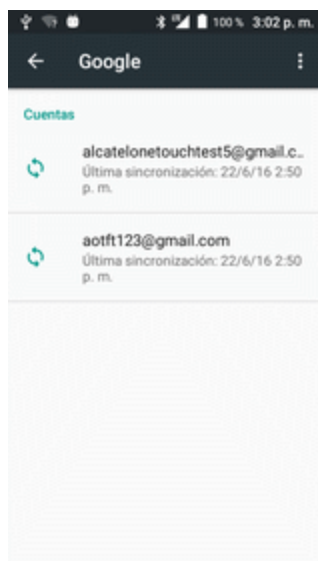 100 % 3:02 p. m.
Google
Cuentas
alcatelonetouchtest5@gmail.c..
Última sincronización: 22/6/16 2:50
p. m.
aotft123@gmail.com
Última sincronización: 22/6/16 2:50
p. m.